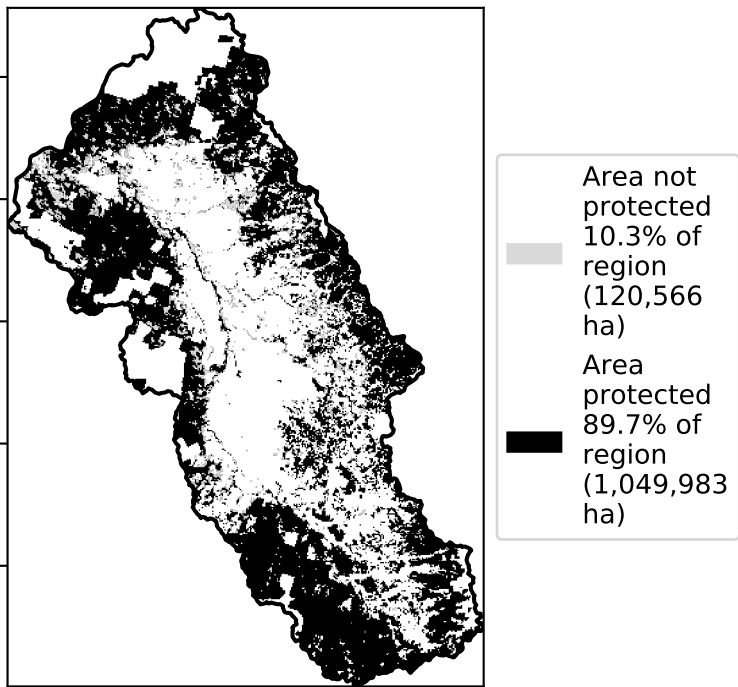 Area not
protected
10.3% of
region
(120,566
ha)
Area
protected
89.7% of
region
(1,049,983
ha)